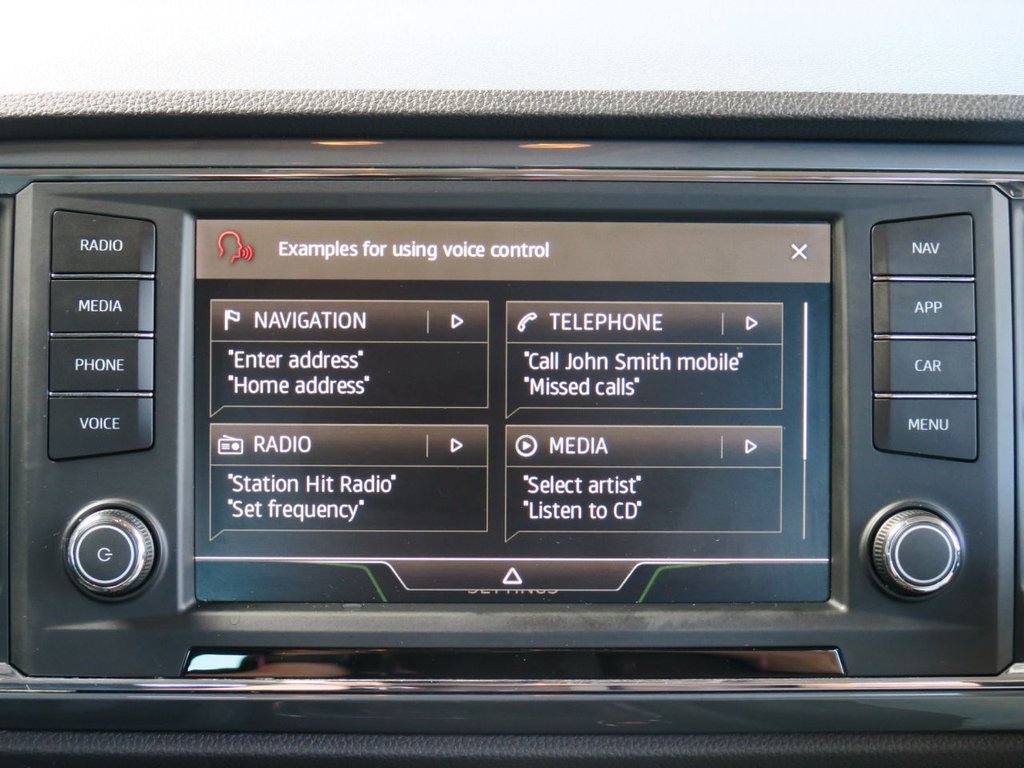 RADIO
MEDIA
PHONE
VOICE
Examples for using voice control
NAVIGATION
"Enter address"
"Home address"
TELEPHONE
"Call John Smith mobile"
"Missed calls"
RADIO
"Station Hit Radio"
"Set frequency"
MEDIA
"Select artist"
"Listen to CD"
SETTINGS
NAV
APP
CAR
MENU